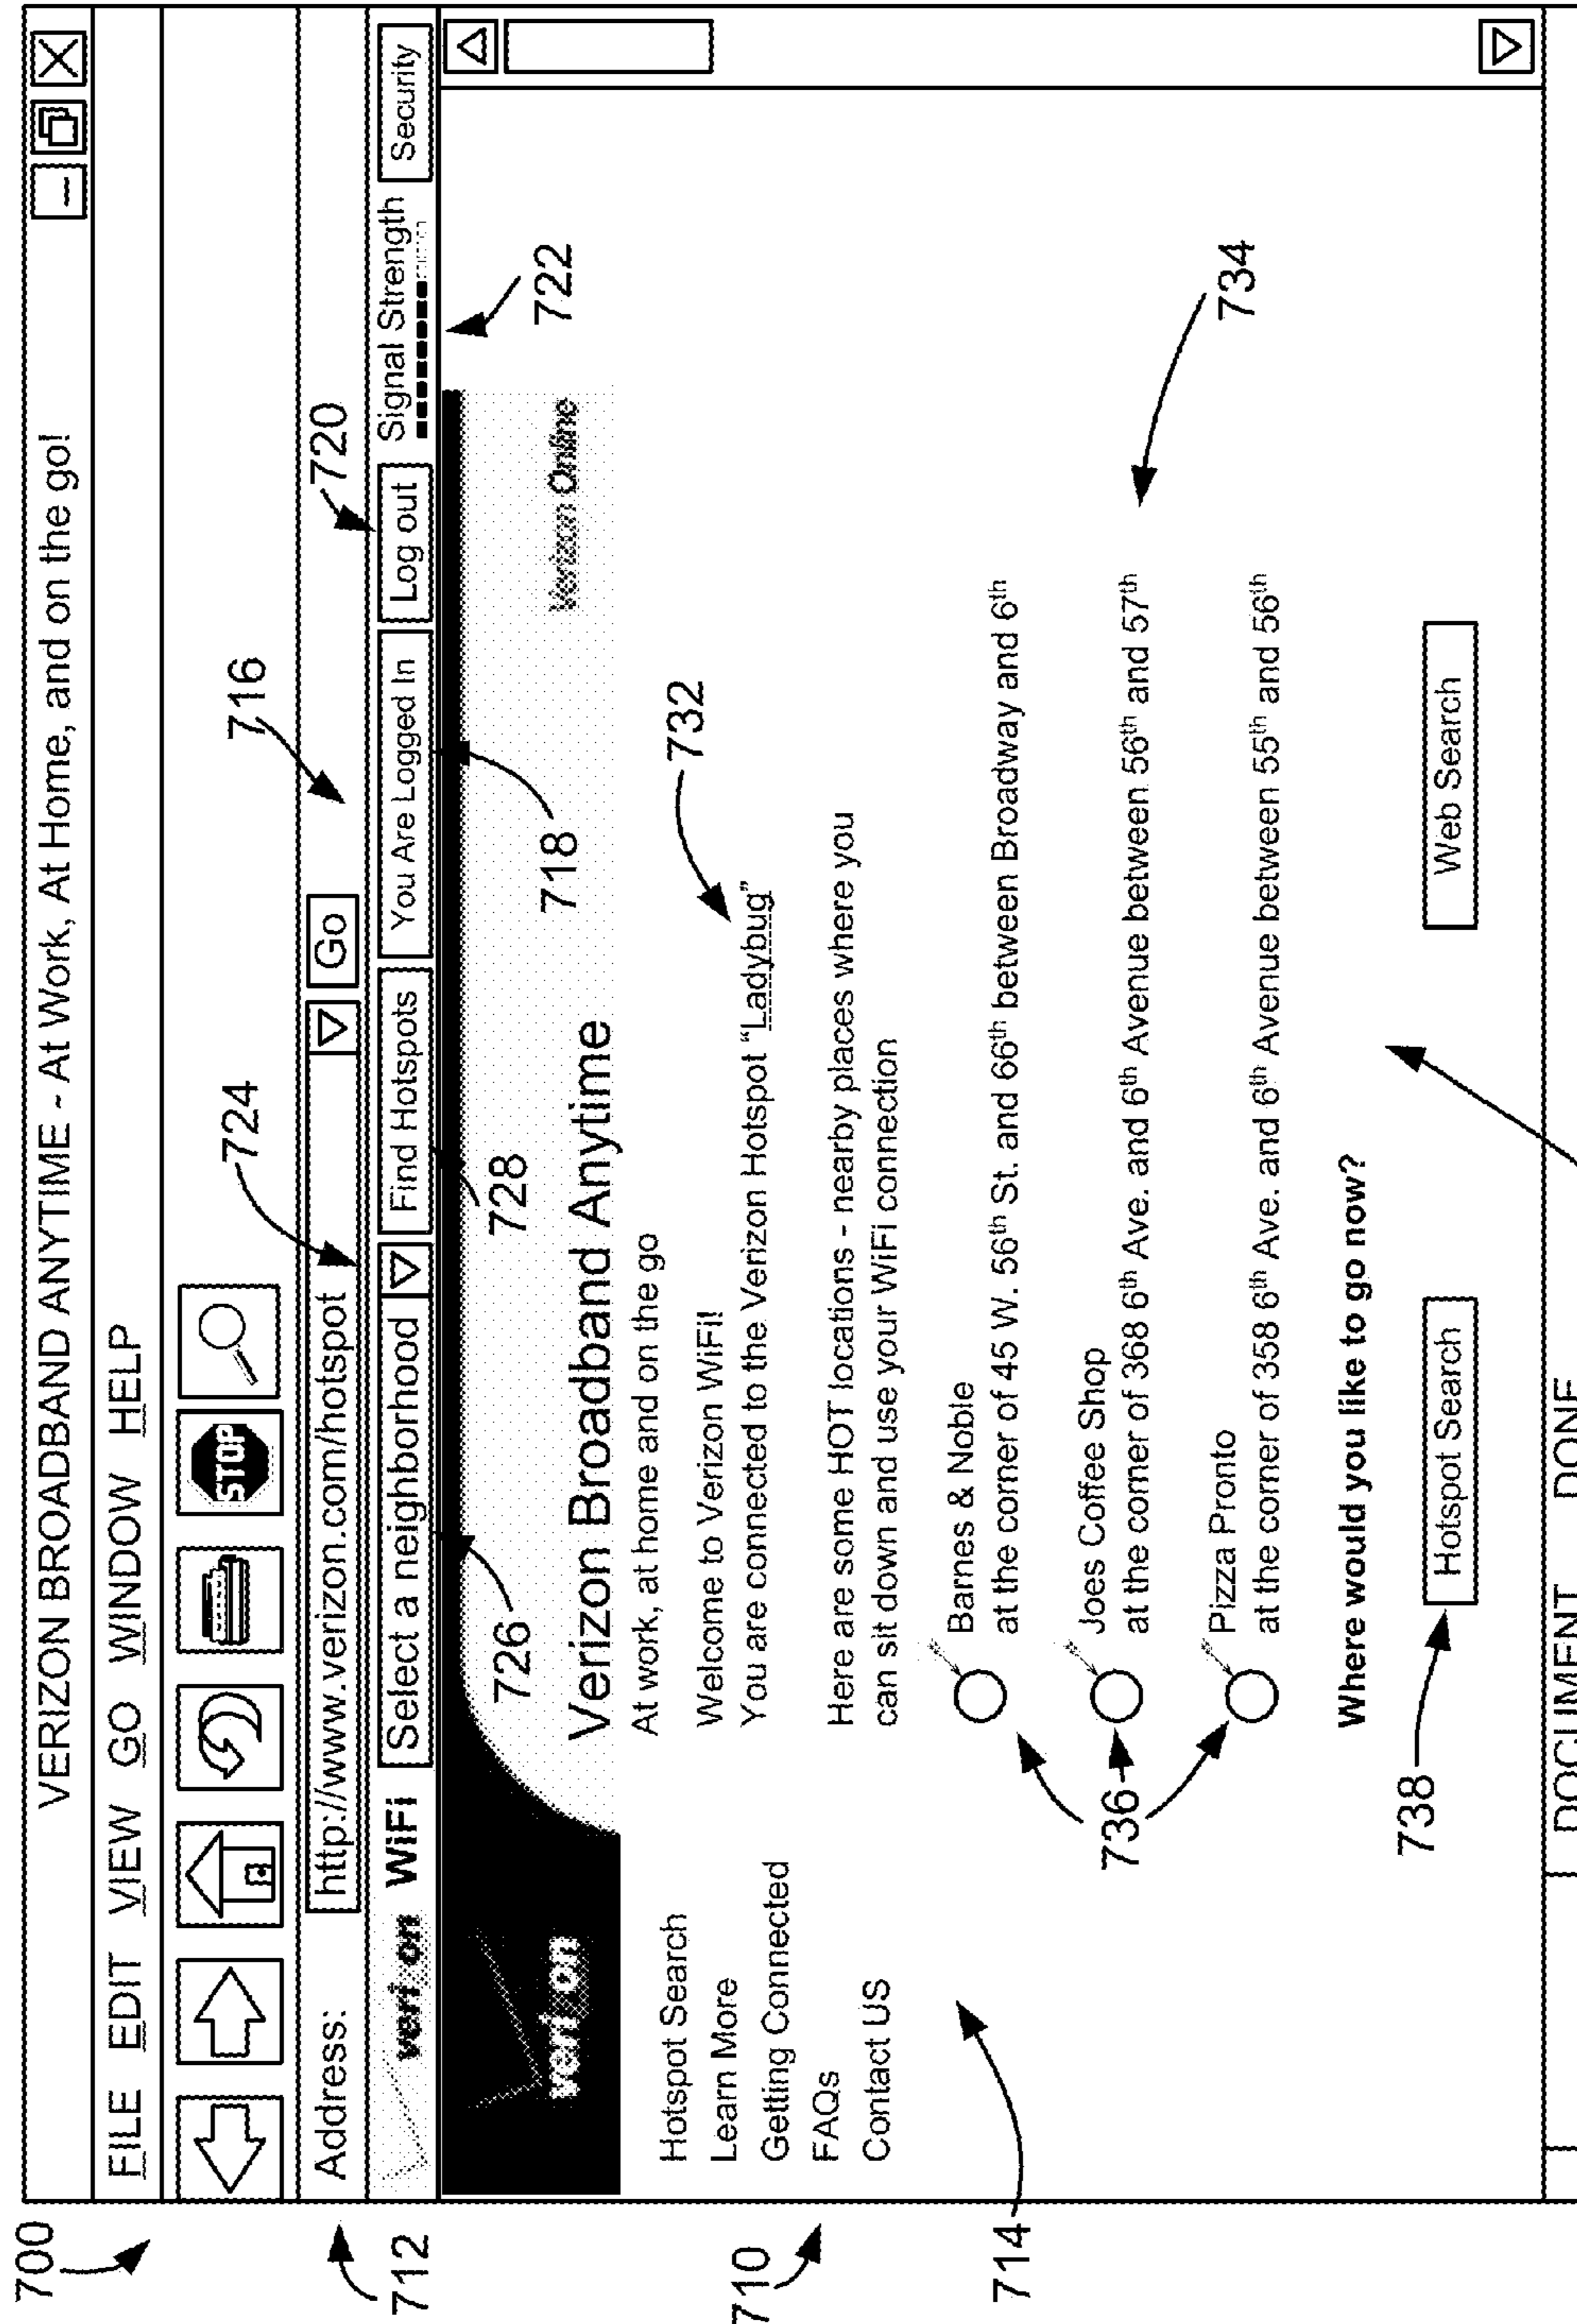 700
VERIZON BROADBAND ANYTIME - At Work, At Home, and on the go!
FILE EDIT VIEW GO WINDOW HELP
STOP
724
716
720
712
Address: http://www.verizon.com/hotspot Go
veri on WiFi Select a neighborhood Find Hotspots You Are Logged In Log out Signal Strength Security
726
728
718
722
710
verizon
Verizon Online
Verizon Broadband Anytime
At work, at home and on the go
Hotspot Search
Learn More
Getting Connected
FAQs
Contact US
714
Welcome to Verizon WiFi!
You are connected to the Verizon Hotspot "Ladybug"
732
Here are some HOT locations - nearby places where you
can sit down and use your WiFi connection
Barnes & Noble
at the corner of 45 W. 56th St. and 66th between Broadway and 6th
Joes Coffee Shop
at the corner of 368 6th Ave. and 6th Avenue between 56th and 57th
Pizza Pronto
at the corner of 358 6th Ave. and 6th Avenue between 55th and 56th
734
736
Where would you like to go now?
738
Hotspot Search Web Search
DOCUMENT DONE